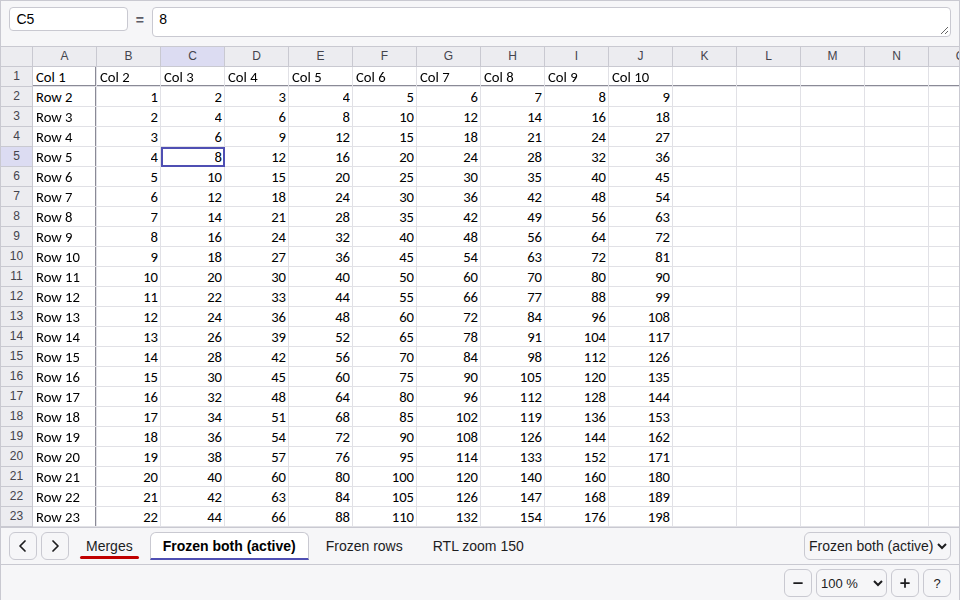 C5 = 8
A B C D E F G H I J K L M N
1 Col 1 Col 2 Col 3 Col 4 Col 5 Col 6 Col 7 Col 8 Col 9 Col 10
2 Row 2 1 2 3 4 5 6 7 8 9
3 Row 3 2 4 6 8 10 12 14 16 18
4 Row 4 3 6 9 12 15 18 21 24 27
5 Row 5 4 8 12 16 20 24 28 32 36
6 Row 6 5 10 15 20 25 30 35 40 45
7 Row 7 6 12 18 24 30 36 42 48 54
8 Row 8 7 14 21 28 35 42 49 56 63
9 Row 9 8 16 24 32 40 48 56 64 72
10 Row 10 9 18 27 36 45 54 63 72 81
11 Row 11 10 20 30 40 50 60 70 80 90
12 Row 12 11 22 33 44 55 66 77 88 99
13 Row 13 12 24 36 48 60 72 84 96 108
14 Row 14 13 26 39 52 65 78 91 104 117
15 Row 15 14 28 42 56 70 84 98 112 126
16 Row 16 15 30 45 60 75 90 105 120 135
17 Row 17 16 32 48 64 80 96 112 128 144
18 Row 18 17 34 51 68 85 102 119 136 153
19 Row 19 18 36 54 72 90 108 126 144 162
20 Row 20 19 38 57 76 95 114 133 152 171
21 Row 21 20 40 60 80 100 120 140 160 180
22 Row 22 21 42 63 84 105 126 147 168 189
23 Row 23 22 44 66 88 110 132 154 176 198
Merges Frozen both (active) Frozen rows RTL zoom 150 Frozen both (active)
− 100 % + ?